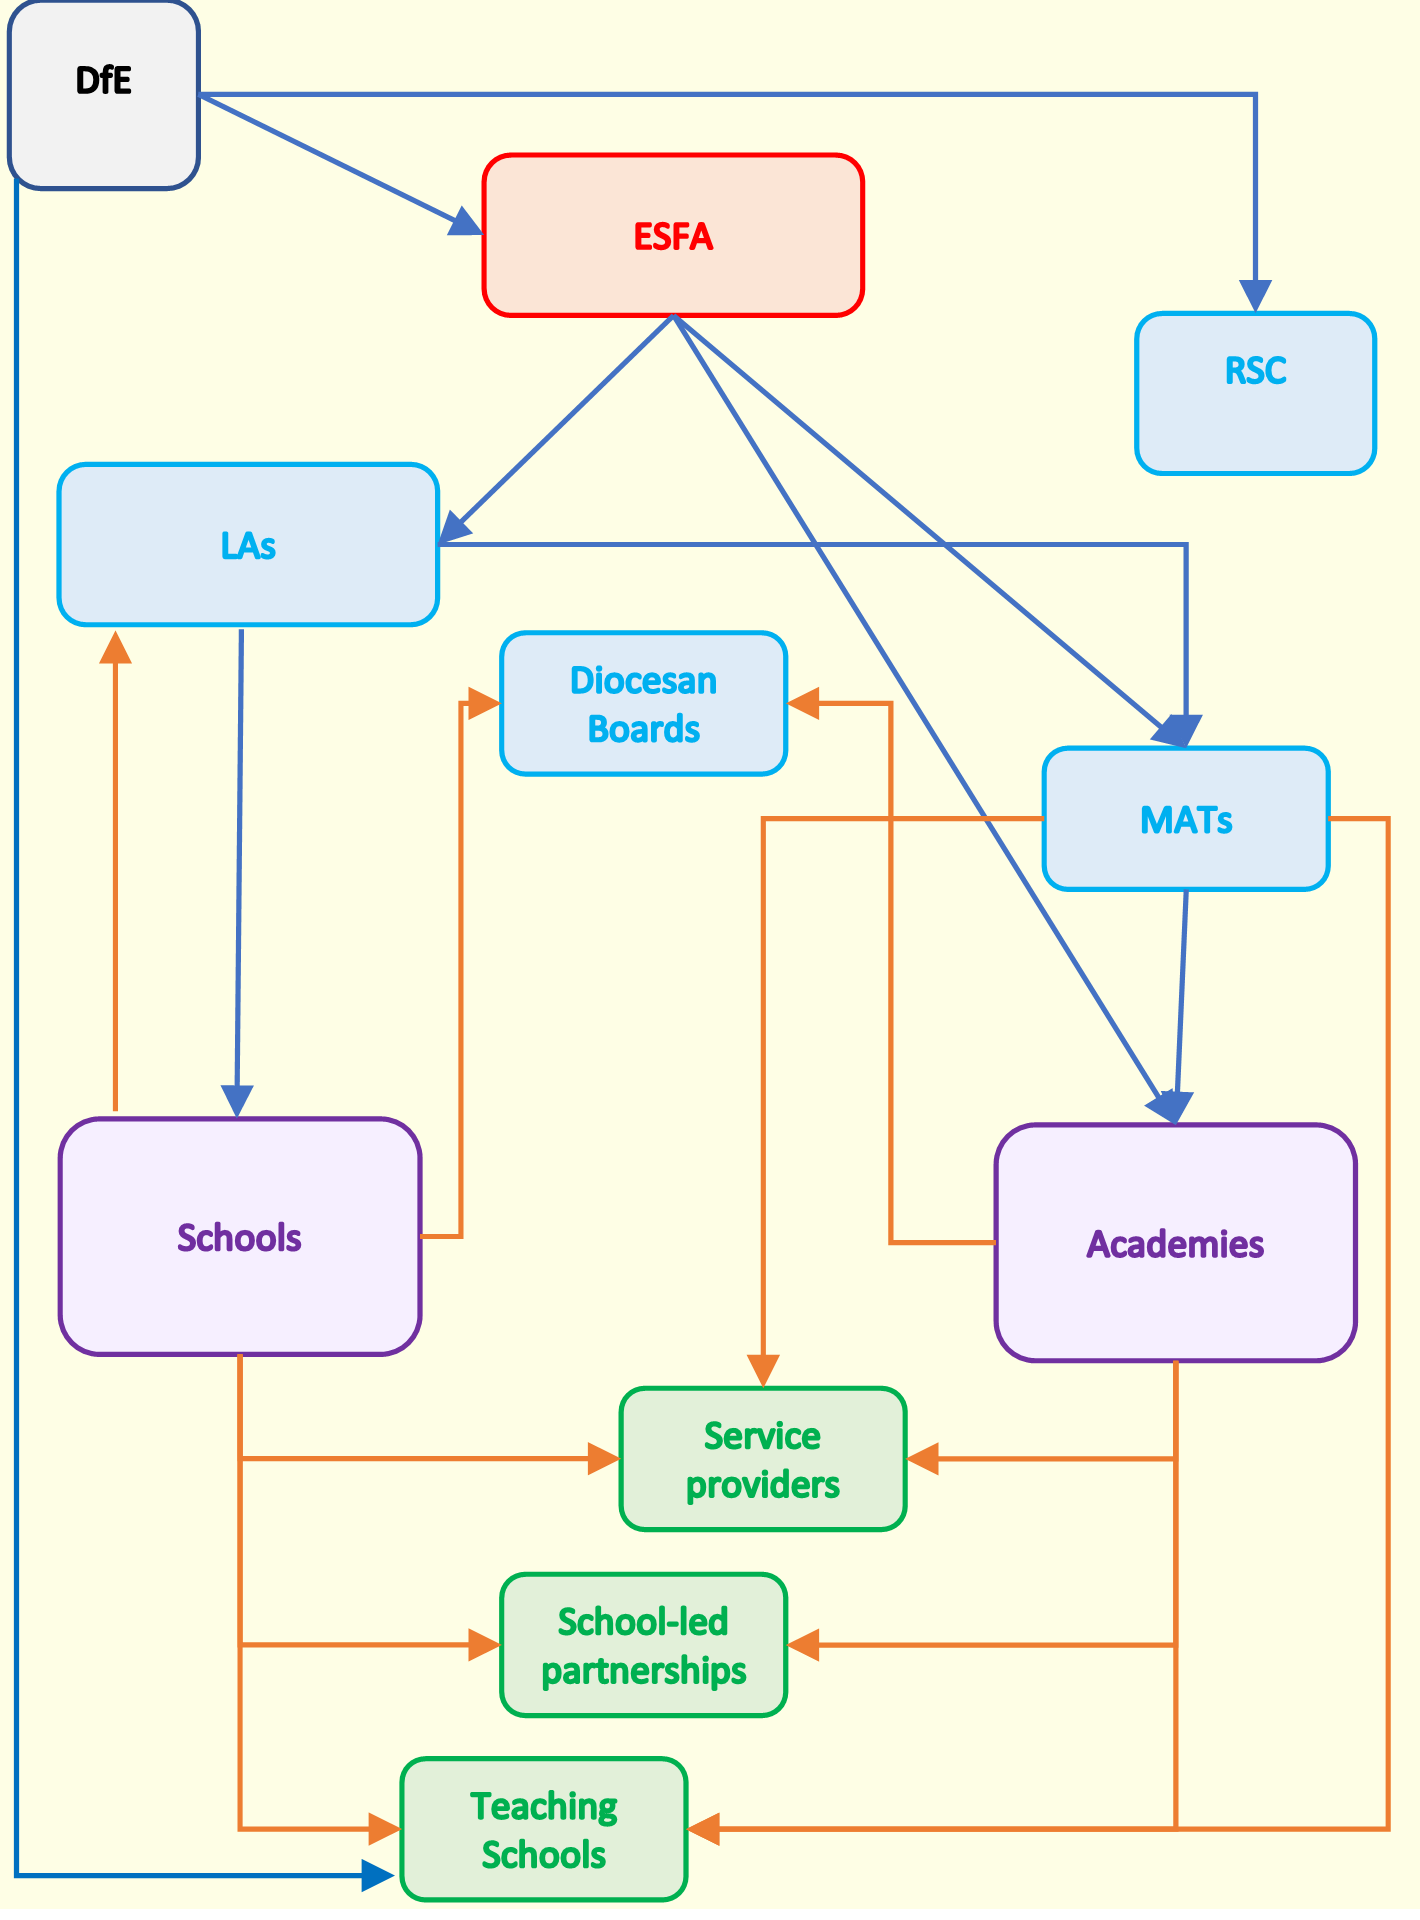 DfE
ESFA
RSC
LAs
Diocesan
Boards
MATs
Schools
Academies
Service
providers
School-led
partnerships
Teaching
Schools